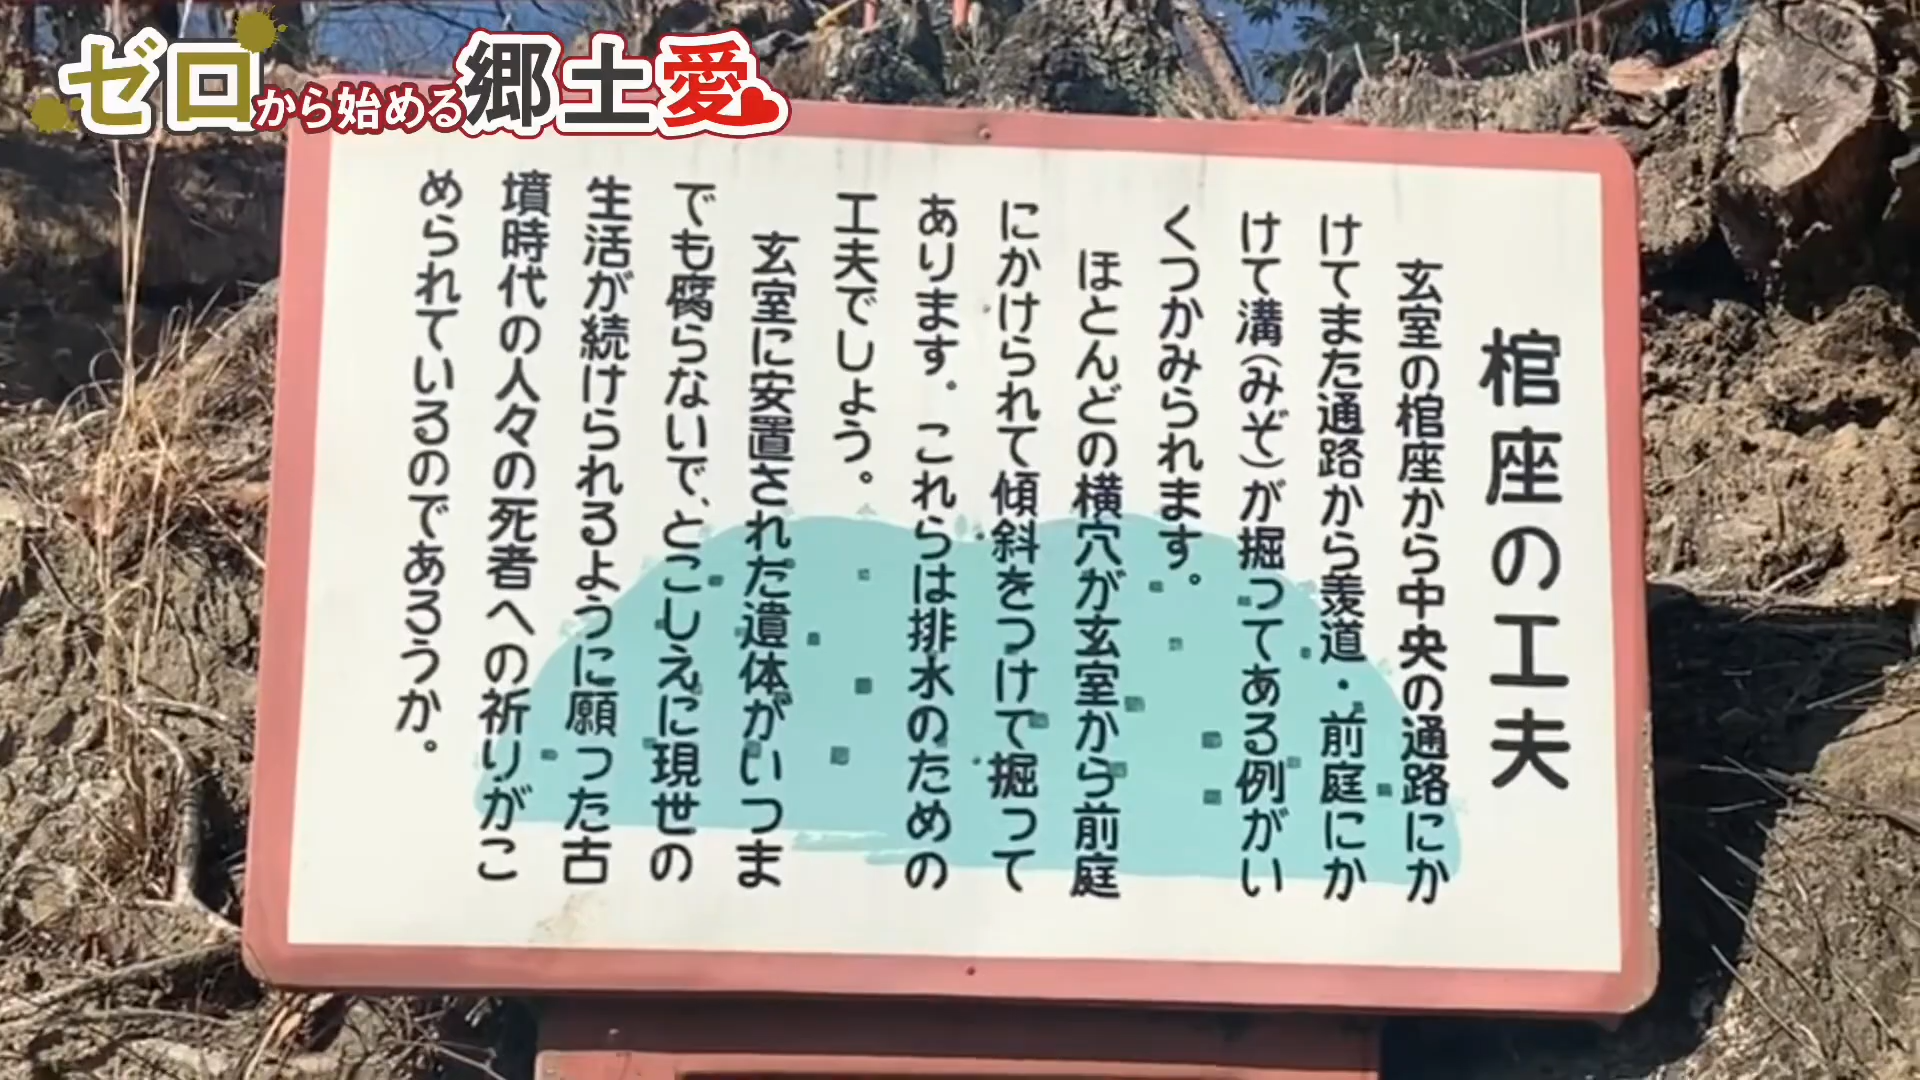 ゼロから始める郷土愛
棺座の工夫
玄室の棺座から中央の通路にか
けてまた通路から羨道・前庭にか
けて溝(みぞ)が掘ってある例がい
くつかみられます。
ほとんどの横穴が玄室から前庭
にかけられて傾斜をつけて掘って
あります。これらは排水のための
工夫でしょう。
玄室に安置された遺体がいつま
でも腐らないで、とこしえに現世の
生活が続けられるように願った古
墳時代の人々の死者への祈りがこ
められているのであろうか。